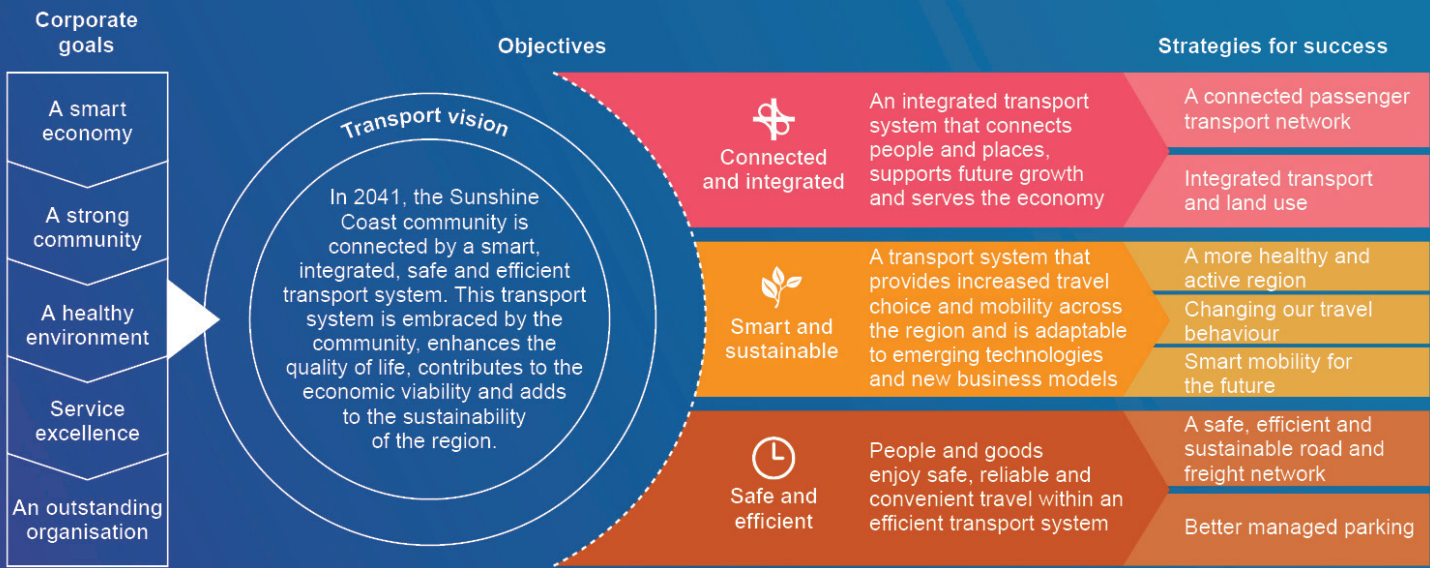 Corporate
goals
A smart
economy
A strong
community
A healthy
environment
Service
excellence
An outstanding
organisation
Transport vision
In 2041, the Sunshine
Coast community is
connected by a smart,
integrated, safe and efficient
transport system. This transport
system is embraced by the
community, enhances the
quality of life, contributes to the
economic viability and adds
to the sustainability
of the region.
Objectives
Connected
and integrated
An integrated transport
system that connects
people and places,
supports future growth
and serves the economy
Smart and
sustainable
A transport system that
provides increased travel
choice and mobility across
the region and is adaptable
to emerging technologies
and new business models
Safe and
efficient
People and goods
enjoy safe, reliable and
convenient travel within an
efficient transport system
Strategies for success
A connected passenger
transport network
Integrated transport
and land use
A more healthy and
active region
Changing our travel
behaviour
Smart mobility for
the future
A safe, efficient and
sustainable road and
freight network
Better managed parking